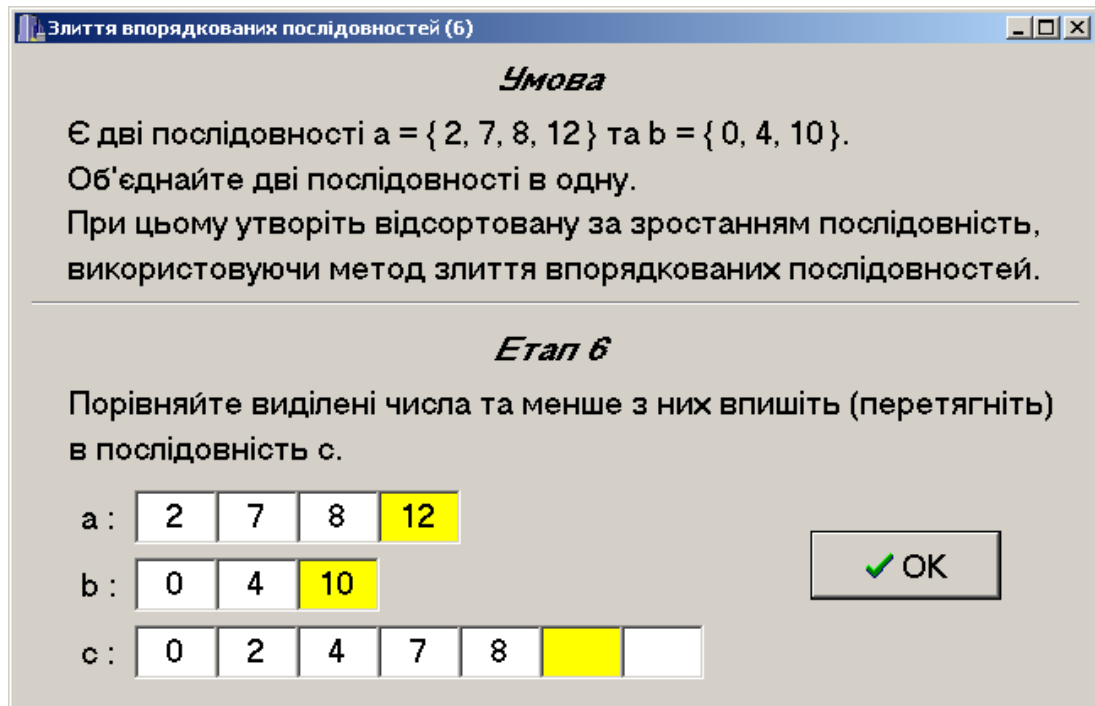 Злиття впорядкованих послідовностей (6)
Умова
Є дві послідовності a = { 2, 7, 8, 12 } та b = { 0, 4, 10 }.
Об'єднайте дві послідовності в одну.
При цьому утворіть відсортовану за зростанням послідовність,
використовуючи метод злиття впорядкованих послідовностей.
Етап 6
Порівняйте виділені числа та менше з них впишіть (перетягніть)
в послідовність c.
a : 2 7 8 12
b : 0 4 10
OK
c : 0 2 4 7 8